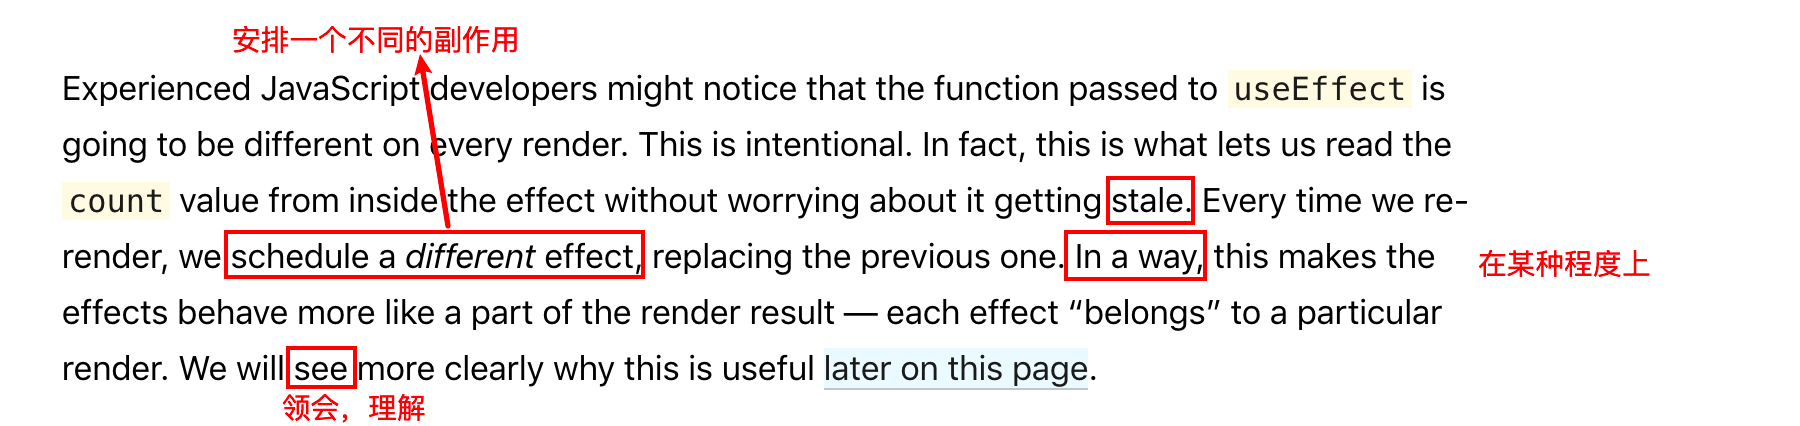 安排一个不同的副作用
Experienced JavaScript developers might notice that the function passed to useEffect is
going to be different on every render. This is intentional. In fact, this is what lets us read the
count value from inside the effect without worrying about it getting stale. Every time we re-
render, we schedule a different effect, replacing the previous one. In a way, this makes the
在某种程度上
effects behave more like a part of the render result — each effect “belongs” to a particular
render. We will see more clearly why this is useful later on this page.
领会，理解